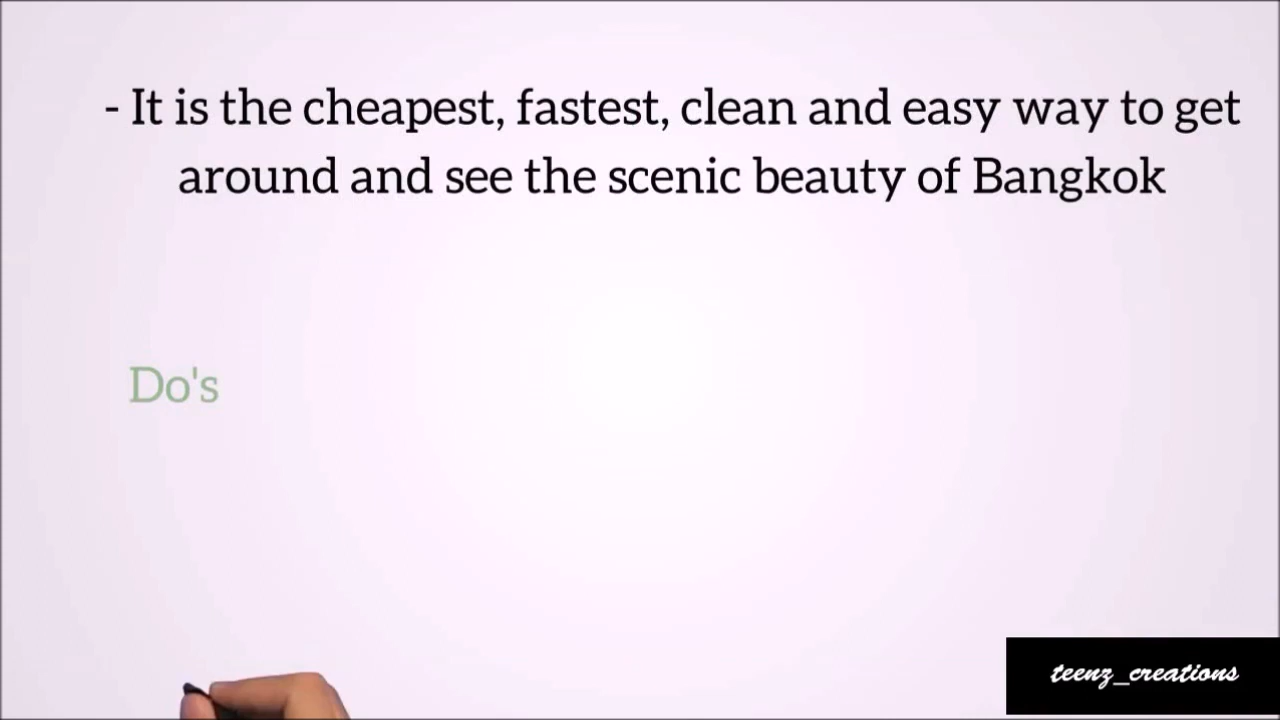 - It is the cheapest, fastest, clean and easy way to get
around and see the scenic beauty of Bangkok
Do's
teenz_creations